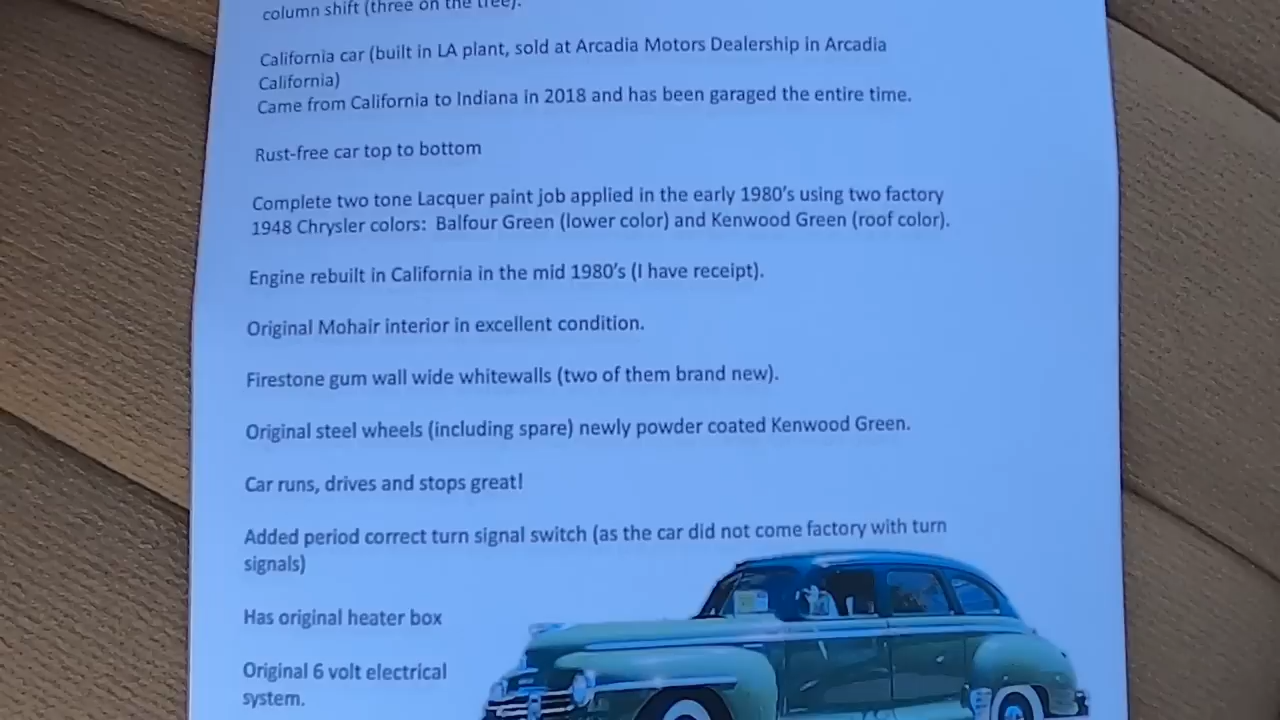 column shift (three on the tree).
California car (built in LA plant, sold at Arcadia Motors Dealership in Arcadia
California)
Came from California to Indiana in 2018 and has been garaged the entire time.
Rust-free car top to bottom
Complete two tone Lacquer paint job applied in the early 1980's using two factory
1948 Chrysler colors:  Balfour Green (lower color) and Kenwood Green (roof color).
Engine rebuilt in California in the mid 1980's (I have receipt).
Original Mohair interior in excellent condition.
Firestone gum wall wide whitewalls (two of them brand new).
Original steel wheels (including spare) newly powder coated Kenwood Green.
Car runs, drives and stops great!
Added period correct turn signal switch (as the car did not come factory with turn
signals)
Has original heater box
Original 6 volt electrical
system.